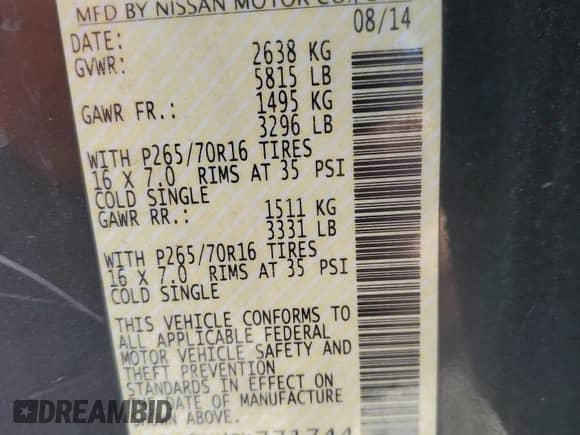 MFD BY NISSAN MOTOR CO.,
DATE: 08/14
GVWR: 2638 KG
5815 LB
GAWR FR.: 1495 KG
3296 LB
WITH P265/70R16 TIRES
16 X 7.0 RIMS AT 35 PSI
COLD SINGLE
GAWR RR.: 1511 KG
3331 LB
WITH P265/70R16 TIRES
16 X 7.0 RIMS AT 35 PSI
COLD SINGLE
THIS VEHICLE CONFORMS TO
ALL APPLICABLE FEDERAL
MOTOR VEHICLE SAFETY AND
THEFT PREVENTION
STANDARDS IN EFFECT ON
DATE OF MANUFACTURE
ABOVE.
771744
DREAMBID